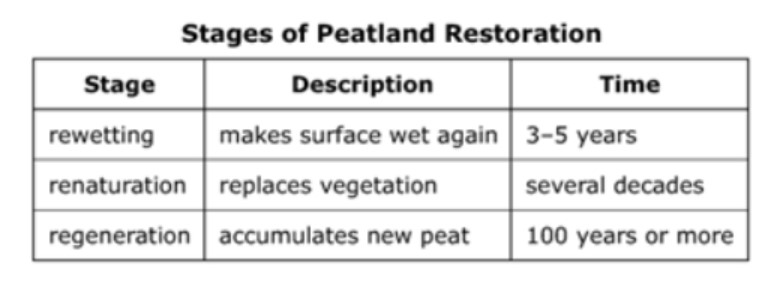 Stages of Peatland Restoration
Stage Description Time
rewetting makes surface wet again 3–5 years
renaturation replaces vegetation several decades
regeneration accumulates new peat 100 years or more